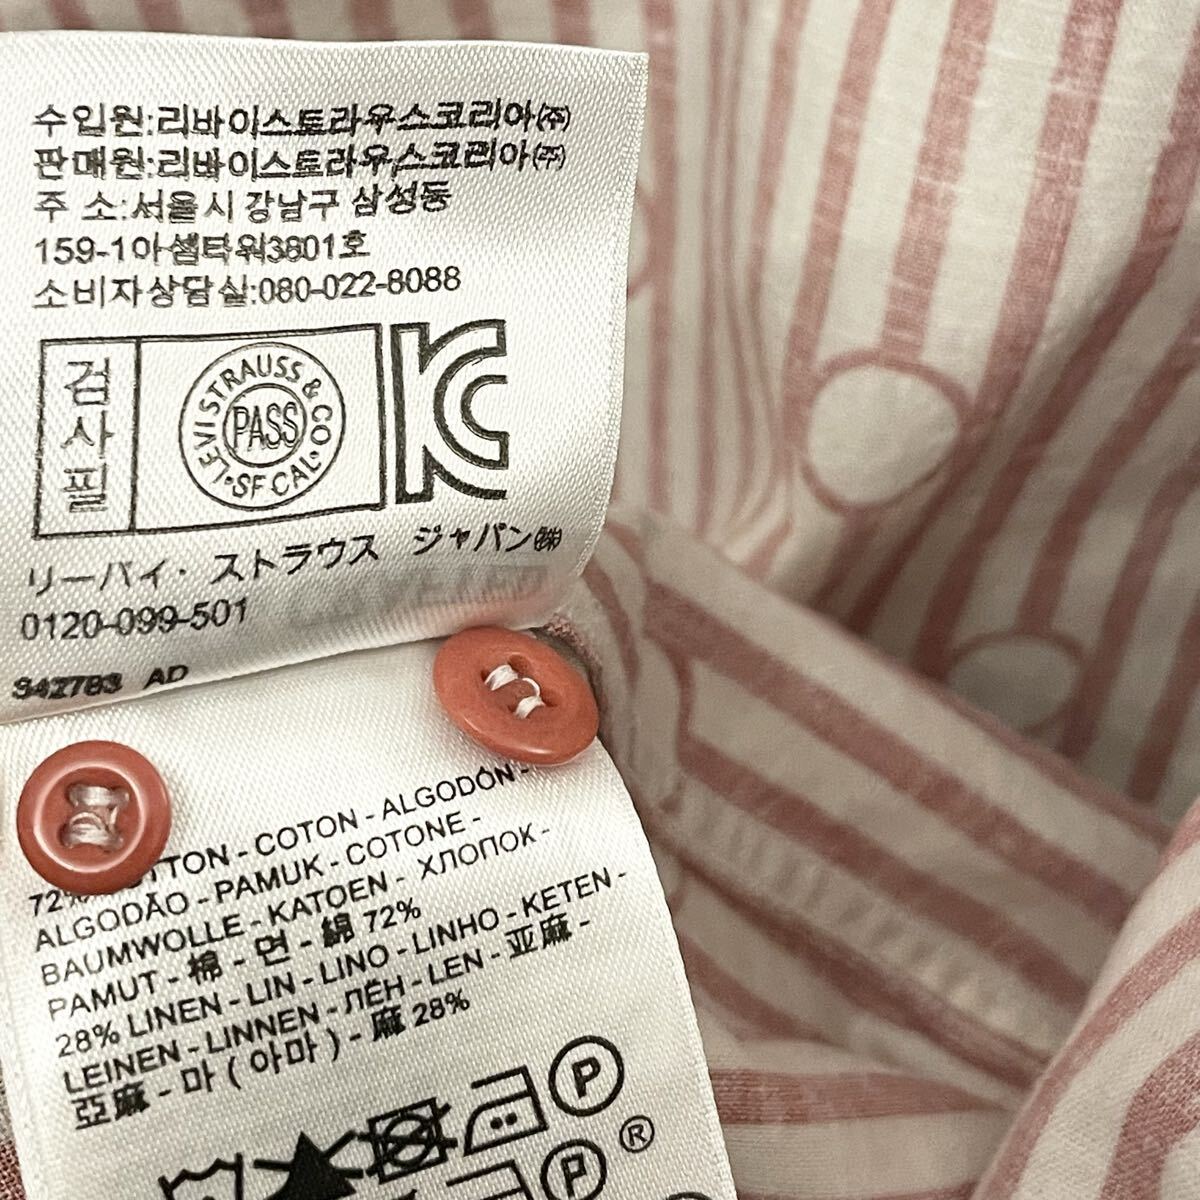 수입원:리바이스트라우스코리아㈜
판매원:리바이스트라우스코리아㈜
주 소:서울시 강남구 삼성동
159-1아셈타워3801호
소비자상담실:080-022-8088
검사필
LEVI STRAUSS & CO.
PASS
SF CAL
KC
リーバイ・ストラウス ジャパン㈱
0120-099-501
342783 AD
COTON - ALGODÓN -
ALGODÃO - PAMUK - COTONE -
BAUMWOLLE - KATOEN - ХЛОПОК -
PAMUT - 棉 - 면 - 綿 72%
28% LINEN - LIN - LINO - LINHO - KETEN -
LEINEN - LINNEN - ЛЁН - LEN - 亚麻 -
亞麻 - 마 ( 아마 ) - 麻 28%
P
P
®